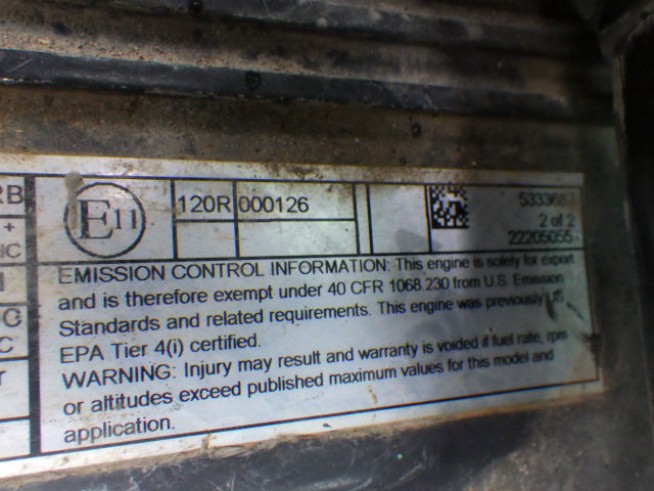 RB
+
IC
C
C
T
E11
120R 000126
2 of 2
22205055
EMISSION CONTROL INFORMATION: This engine is solely for export
and is therefore exempt under 40 CFR 1068.230 from U.S. Emission
Standards and related requirements. This engine was previously US
EPA Tier 4(i) certified.
WARNING: Injury may result and warranty is voided if fuel rate, rpm
or altitudes exceed published maximum values for this model and
application.